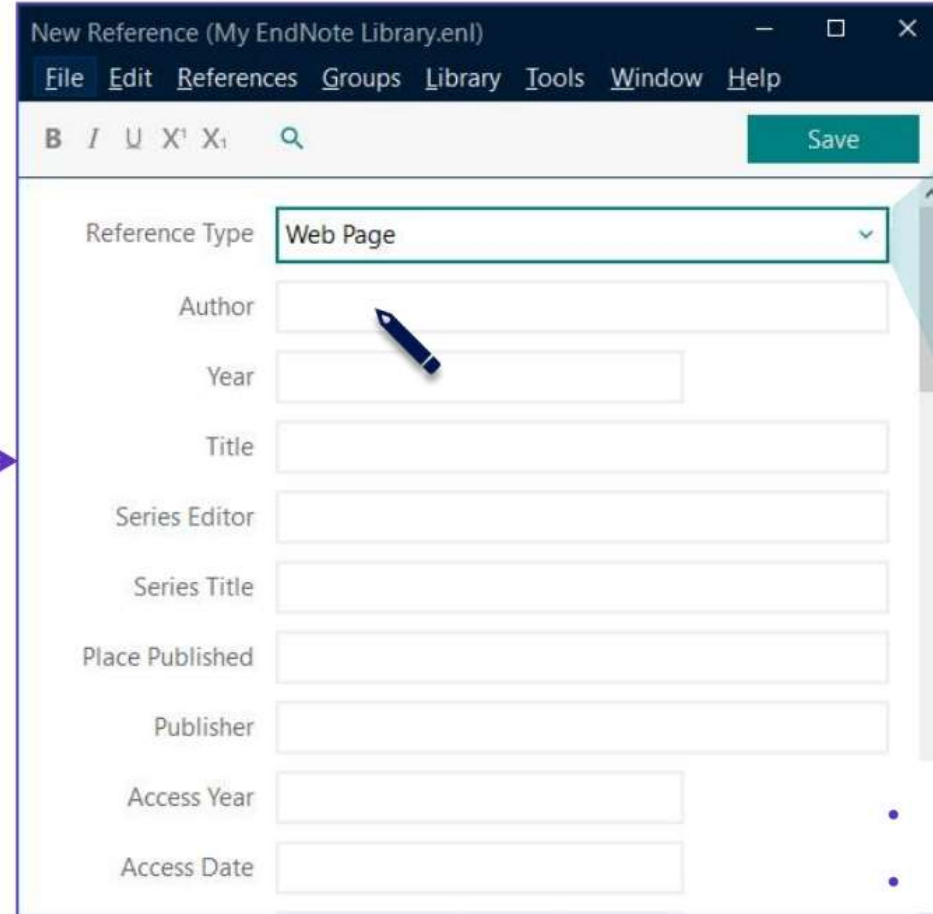 New Reference (My EndNote Library.enl)
File Edit References Groups Library Tools Window Help
B I U X¹ X₁ Save
Reference Type Web Page
Author
Year
Title
Series Editor
Series Title
Place Published
Publisher
Access Year
Access Date